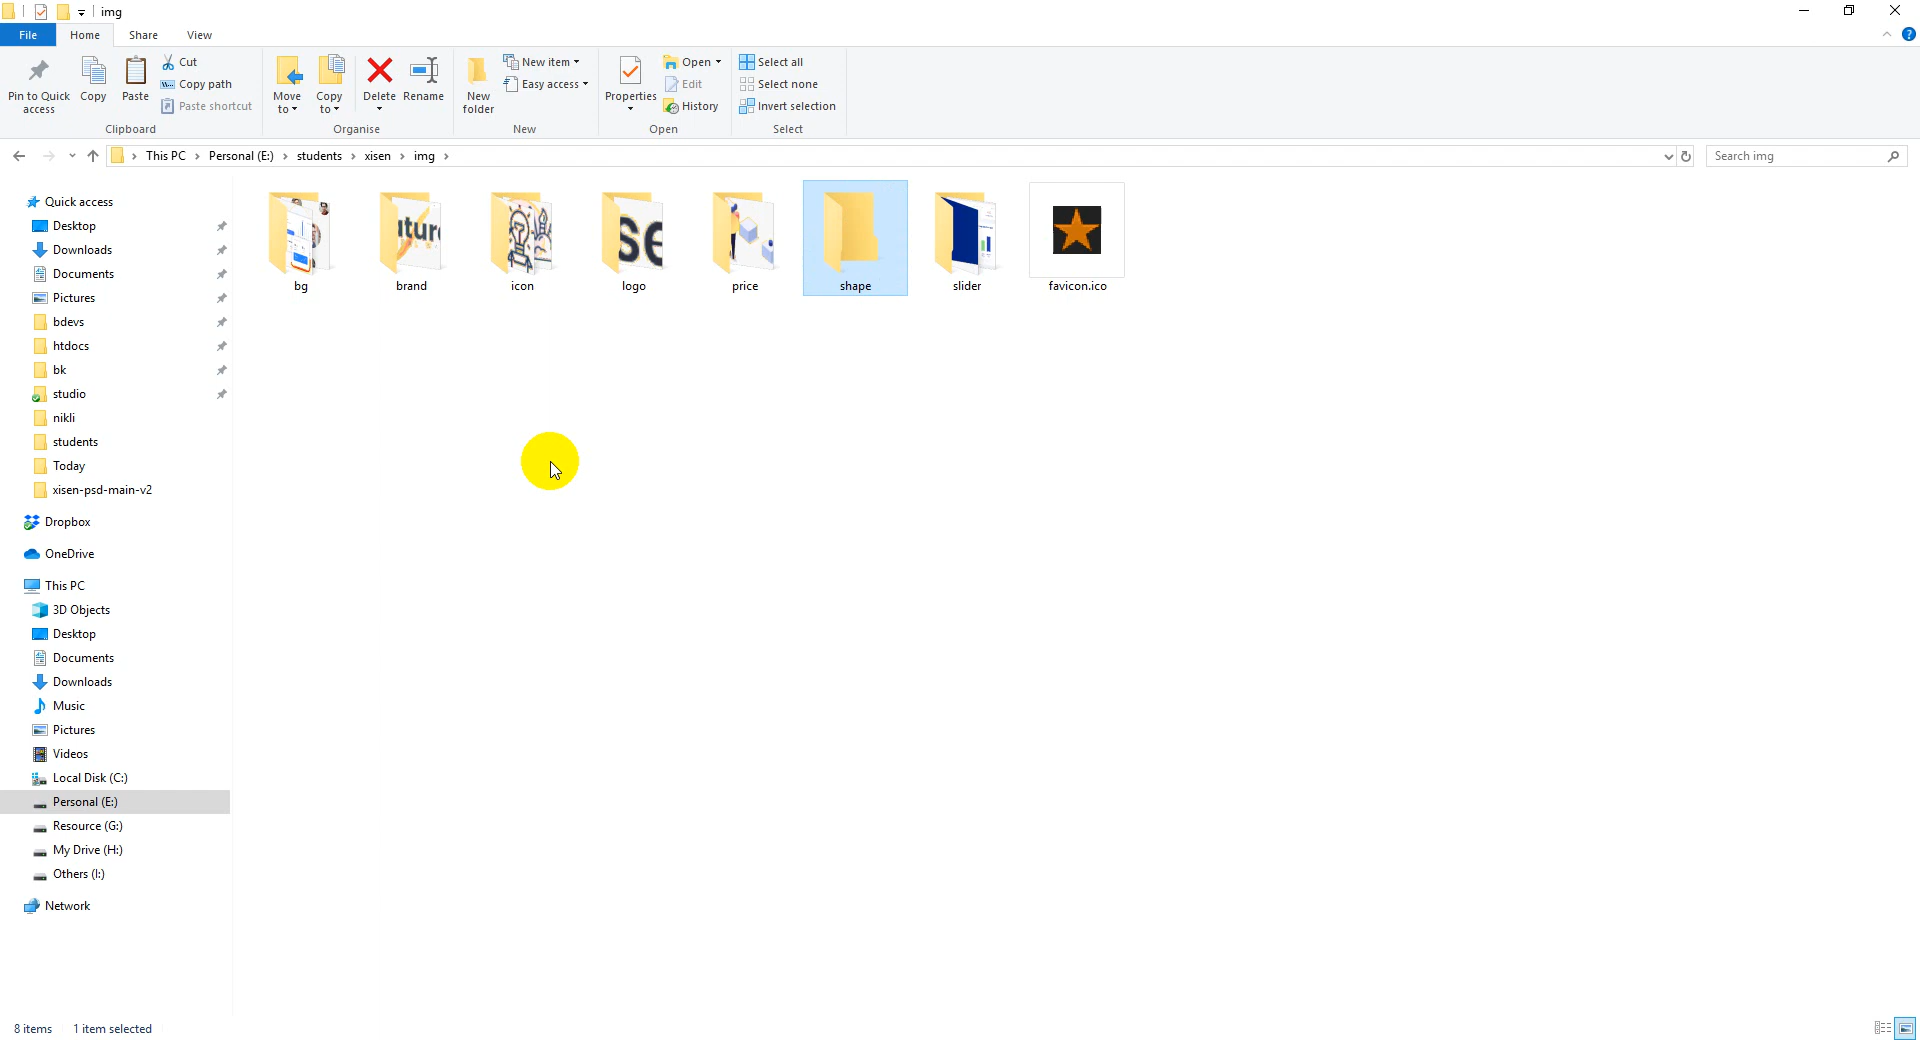 img
File Home Share View
Pin to Quick access
Copy
Paste
Cut
Copy path
Paste shortcut
Clipboard
Move to
Copy to
Delete
Rename
Organise
New folder
New item
Easy access
New
Properties
Open
Edit
History
Open
Select all
Select none
Invert selection
Select
This PC Personal (E:) students xisen img
Search img
Quick access
Desktop
Downloads
Documents
Pictures
bdevs
htdocs
bk
studio
nikli
students
Today
xisen-psd-main-v2
Dropbox
OneDrive
This PC
3D Objects
Desktop
Documents
Downloads
Music
Pictures
Videos
Local Disk (C:)
Personal (E:)
Resource (G:)
My Drive (H:)
Others (I:)
Network
ature
se
bg brand icon logo price shape slider favicon.ico
8 items 1 item selected